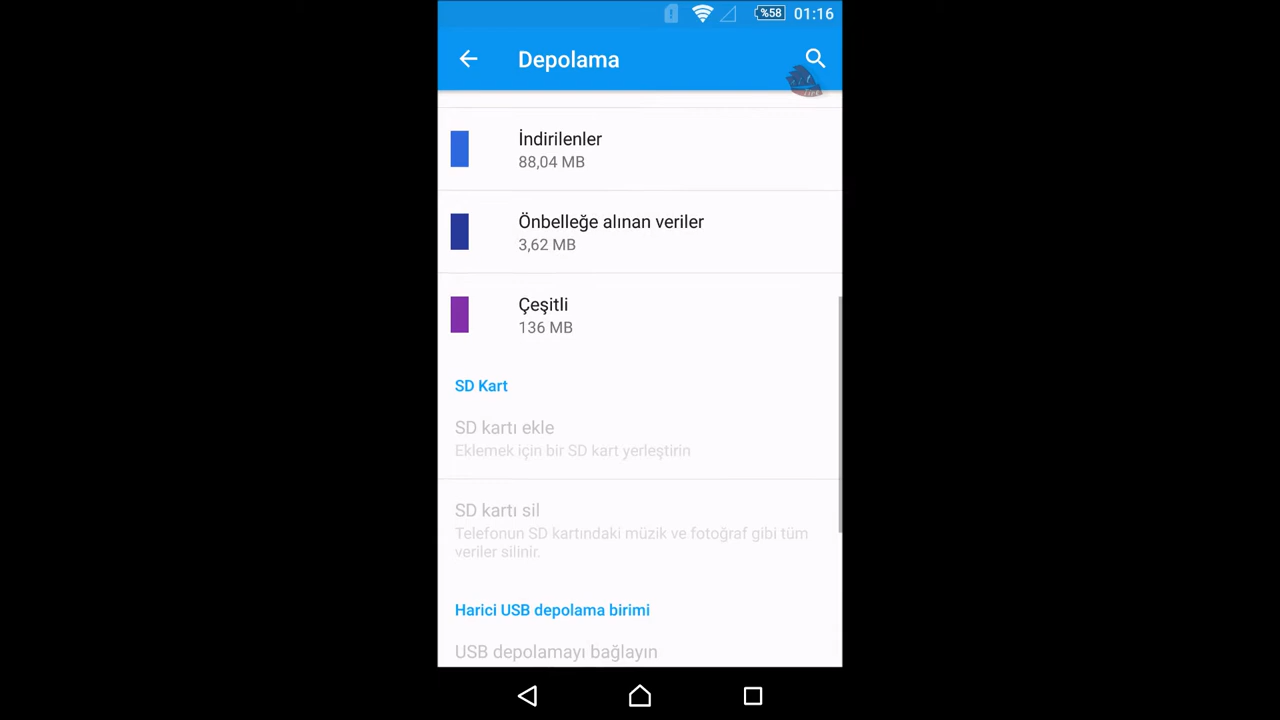 %58 01:16
Depolama
İndirilenler
88,04 MB
Önbelleğe alınan veriler
3,62 MB
Çeşitli
136 MB
SD Kart
SD kartı ekle
Eklemek için bir SD kart yerleştirin
SD kartı sil
Telefonun SD kartındaki müzik ve fotoğraf gibi tüm
veriler silinir.
Harici USB depolama birimi
USB depolamayı bağlayın